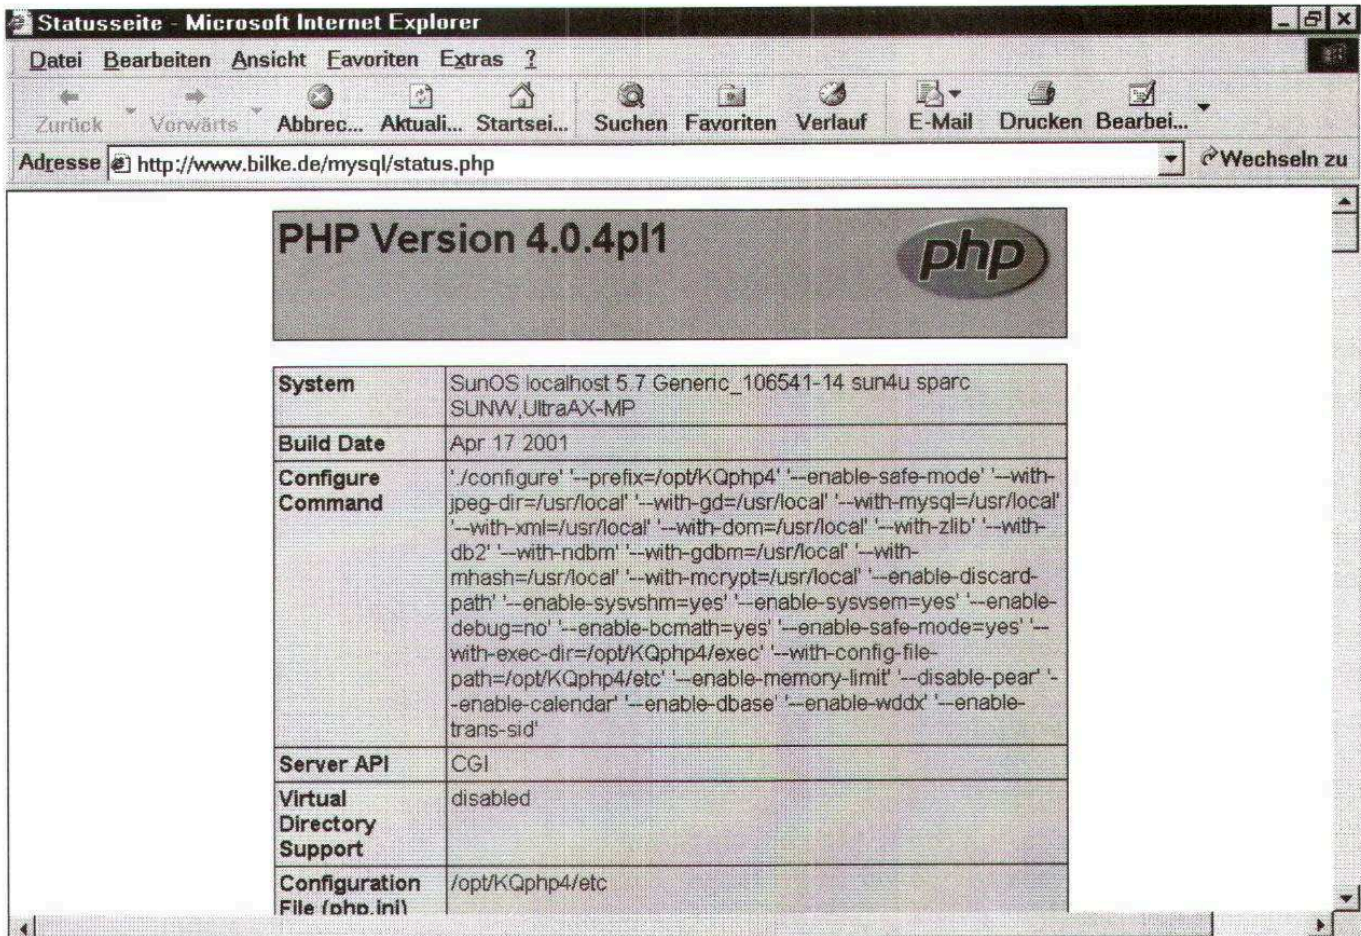 Statusseite - Microsoft Internet Explorer
Datei Bearbeiten Ansicht Favoriten Extras ?
Zurück Vorwärts Abbrec... Aktuali... Startsei... Suchen Favoriten Verlauf E-Mail Drucken Bearbei...
Adresse http://www.bilke.de/mysql/status.php Wechseln zu
PHP Version 4.0.4pl1
php
System SunOS localhost 5.7 Generic_106541-14 sun4u sparc
SUNW,UltraAX-MP
Build Date Apr 17 2001
Configure './configure' '--prefix=/opt/KQphp4' '--enable-safe-mode' '--with-
Command jpeg-dir=/usr/local' '--with-gd=/usr/local' '--with-mysql=/usr/local'
'--with-xml=/usr/local' '--with-dom=/usr/local' '--with-zlib' '--with-
db2' '--with-ndbm' '--with-gdbm=/usr/local' '--with-
mhash=/usr/local' '--with-mcrypt=/usr/local' '--enable-discard-
path' '--enable-sysvshm=yes' '--enable-sysvsem=yes' '--enable-
debug=no' '--enable-bcmath=yes' '--enable-safe-mode=yes' '--
with-exec-dir=/opt/KQphp4/exec' '--with-config-file-
path=/opt/KQphp4/etc' '--enable-memory-limit' '--disable-pear' '-
-enable-calendar' '--enable-dbase' '--enable-wddx' '--enable-
trans-sid'
Server API CGI
Virtual disabled
Directory
Support
Configuration /opt/KQphp4/etc
File (php.ini)